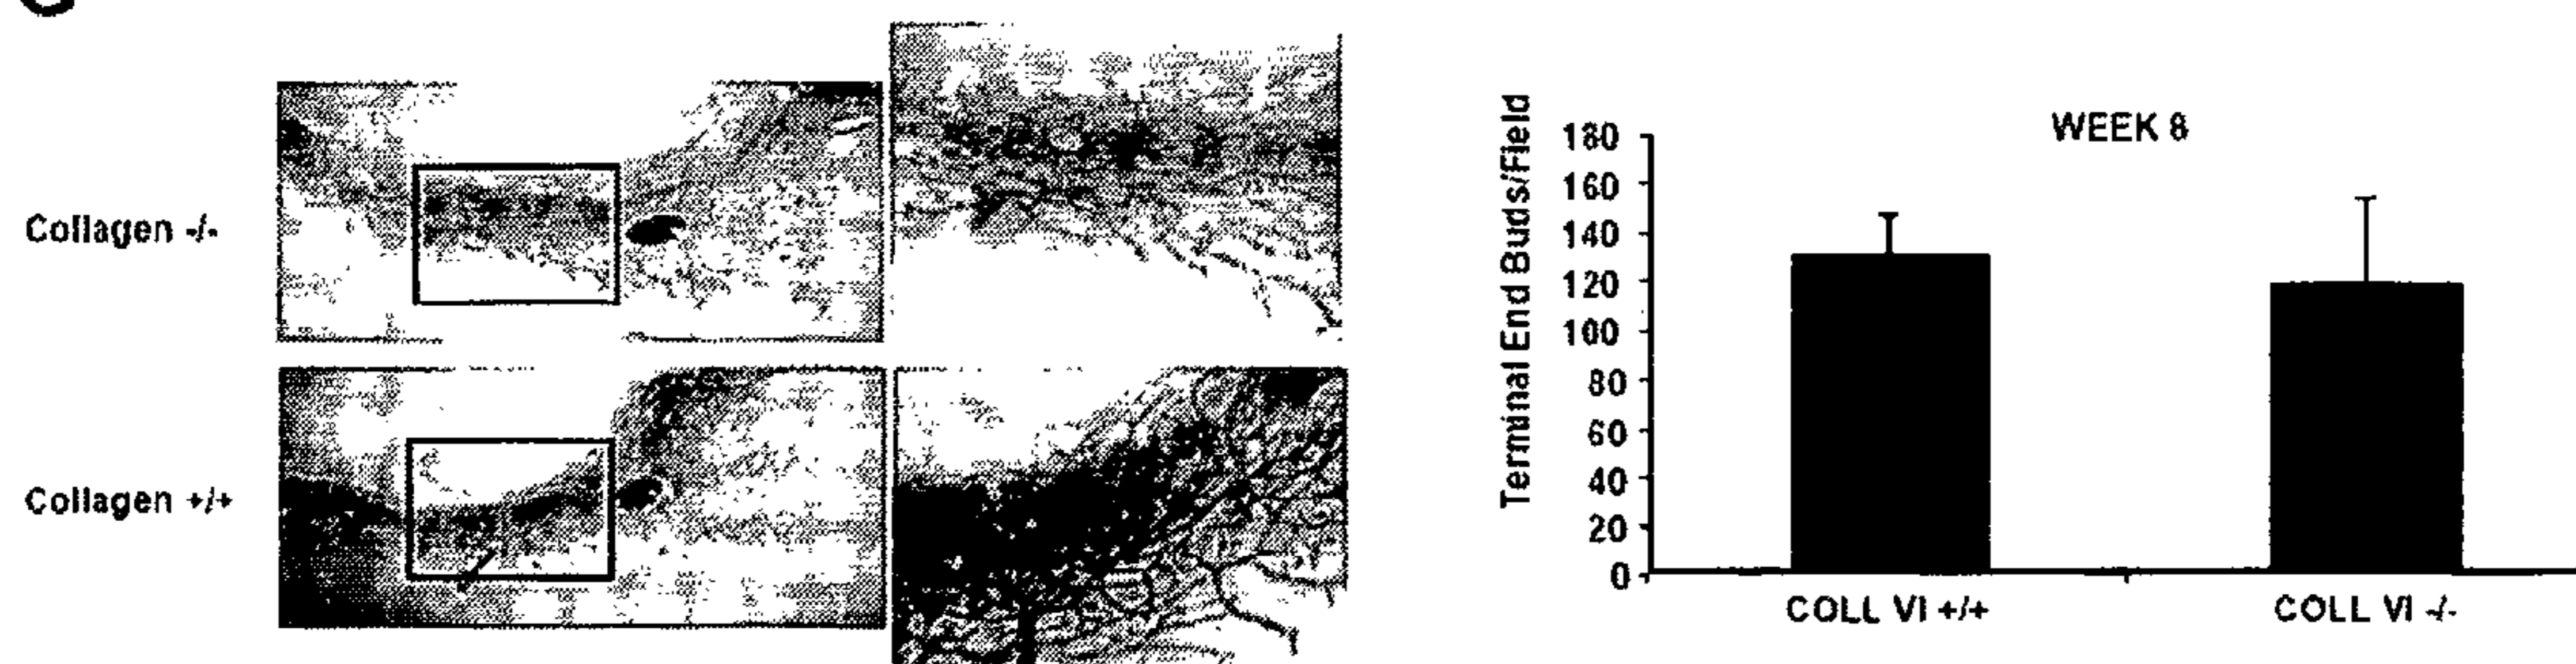 Collagen -/-
Collagen +/+
Terminal End Buds/Field
WEEK 8
180
160
140
120
100
80
60
40
20
0
COLL VI +/+
COLL VI -/-